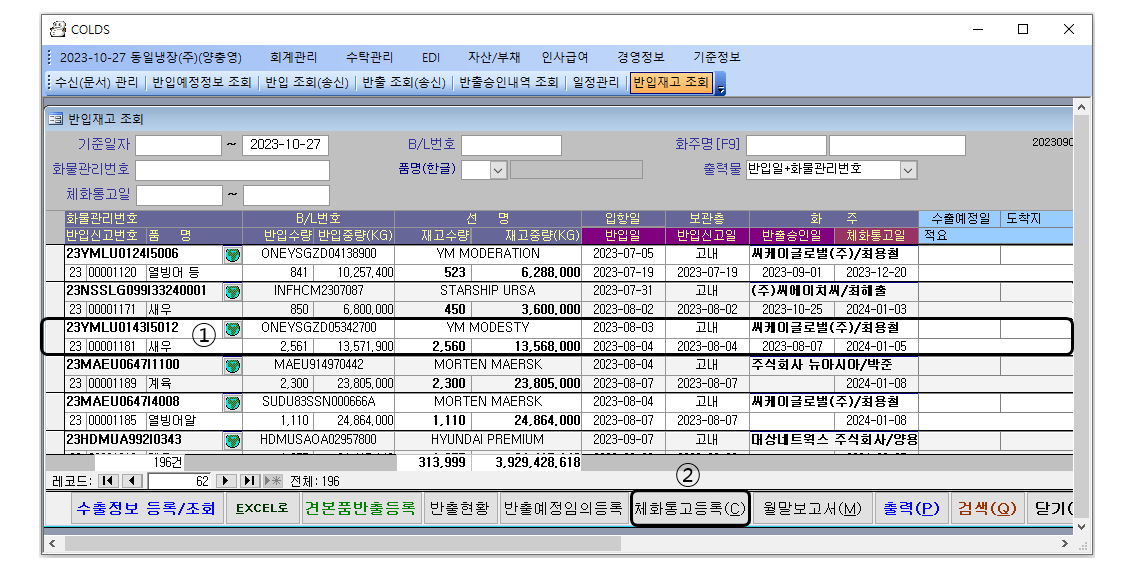 COLDS
2023-10-27 동일냉장(주)(양충영) 회계관리 수탁관리 EDI 자산/부채 인사급여 경영정보 기준정보
수신(문서) 관리 반입예정정보 조회 반입 조회(송신) 반출 조회(송신) 반출승인내역 조회 일정관리 반입재고 조회
반입재고 조회
기준일자 ~ 2023-10-27 B/L번호 화주명[F9] 2023090
화물관리번호 품명(한글) 출력물 반입일+화물관리번호
체화통고일 ~
화물관리번호 B/L번호 선 명 입항일 보관층 화 주 수출예정일 도착지
반입신고번호 품 명 반입수량 반입중량(KG) 재고수량 재고중량(KG) 반입일 반입신고일 반출승인일 체화통고일 적요
23YMLU0124I5006 ONEYSGZD04138900 YM MODERATION 2023-07-05 고내 씨케이글로벌(주)/최용철
23 00001120 열빙어 등 841 10,257,400 523 6,288,000 2023-07-19 2023-07-19 2023-09-01 2023-12-20
23NSSLG099I33240001 INFHCM2307087 STARSHIP URSA 2023-07-31 고내 (주)씨에이치씨/최해출
23 00001171 새우 850 6,800,000 450 3,600,000 2023-08-02 2023-08-02 2023-10-25 2024-01-03
23YMLU0143I5012 ① ONEYSGZD05342700 YM MODESTY 2023-08-03 고내 씨케이글로벌(주)/최용철
23 00001181 새우 2,561 13,571,900 2,560 13,568,000 2023-08-04 2023-08-04 2023-08-07 2024-01-05
23MAEU0647I1100 MAEU914970442 MORTEN MAERSK 2023-08-04 고내 주식회사 뉴아시아/박준
23 00001189 계육 2,300 23,805,000 2,300 23,805,000 2023-08-07 2023-08-07 2024-01-08
23MAEU0647I4008 SUDU83SSN000666A MORTEN MAERSK 2023-08-04 고내 씨케이글로벌(주)/최용철
23 00001185 열빙어알 1,110 24,864,000 1,110 24,864,000 2023-08-07 2023-08-07 2024-01-08
23HDMUA992I0343 HDMUSAOA02957800 HYUNDAI PREMIUM 2023-09-07 고내 대상네트웍스 주식회사/양용
196건 313,999 3,929,428,618
레코드: 62 전체: 196
②
수출정보 등록/조회 EXCEL로 견본품반출등록 반출현황 반출예정임의등록 체화통고등록(C) 월말보고서(M) 출력(P) 검색(Q) 닫기(